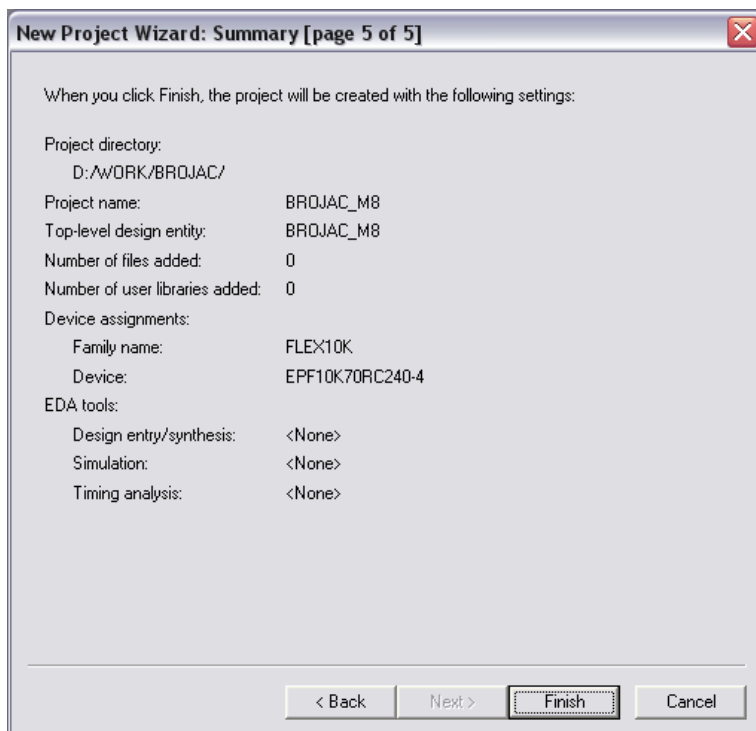 New Project Wizard: Summary [page 5 of 5]
When you click Finish, the project will be created with the following settings:
Project directory:
D:/WORK/BROJAC/
Project name: BROJAC_M8
Top-level design entity: BROJAC_M8
Number of files added: 0
Number of user libraries added: 0
Device assignments:
Family name: FLEX10K
Device: EPF10K70RC240-4
EDA tools:
Design entry/synthesis: <None>
Simulation: <None>
Timing analysis: <None>
< Back Next > Finish Cancel